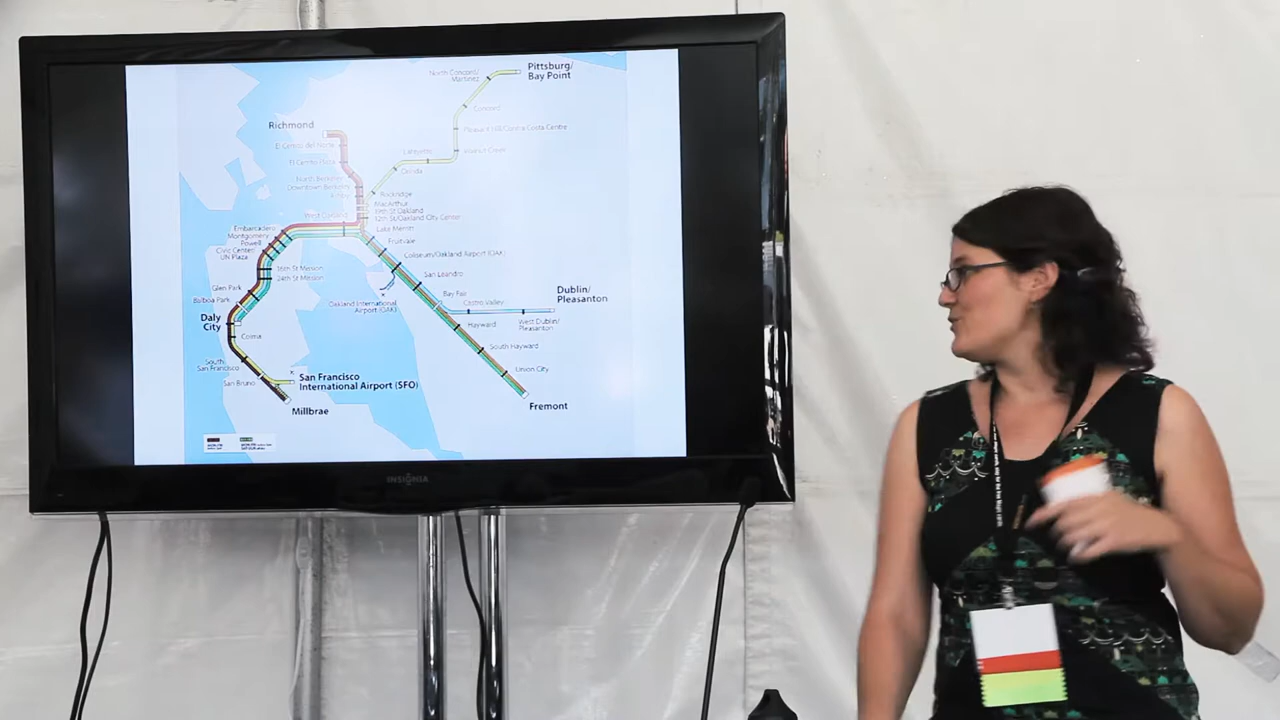 Pittsburg/
Bay Point
North Concord/
Martinez
Concord
Richmond
Pleasant Hill/Contra Costa Centre
El Cerrito del Norte
Lafayette
Walnut Creek
El Cerrito Plaza
Orinda
North Berkeley
Downtown Berkeley
Ashby
Rockridge
MacArthur
19th St Oakland
12th St/Oakland City Center
West Oakland
Lake Merritt
Embarcadero
Montgomery
Powell
Civic Center/
UN Plaza
Fruitvale
Coliseum/Oakland Airport (OAK)
16th St Mission
24th St Mission
San Leandro
Glen Park
Balboa Park
Oakland International
Airport (OAK)
Bay Fair
Castro Valley
Dublin/
Pleasanton
Daly
City
Hayward
West Dublin/
Pleasanton
Colma
South Hayward
South
San Francisco
San Bruno
San Francisco
International Airport (SFO)
Union City
Millbrae
Fremont
INSIGNIA